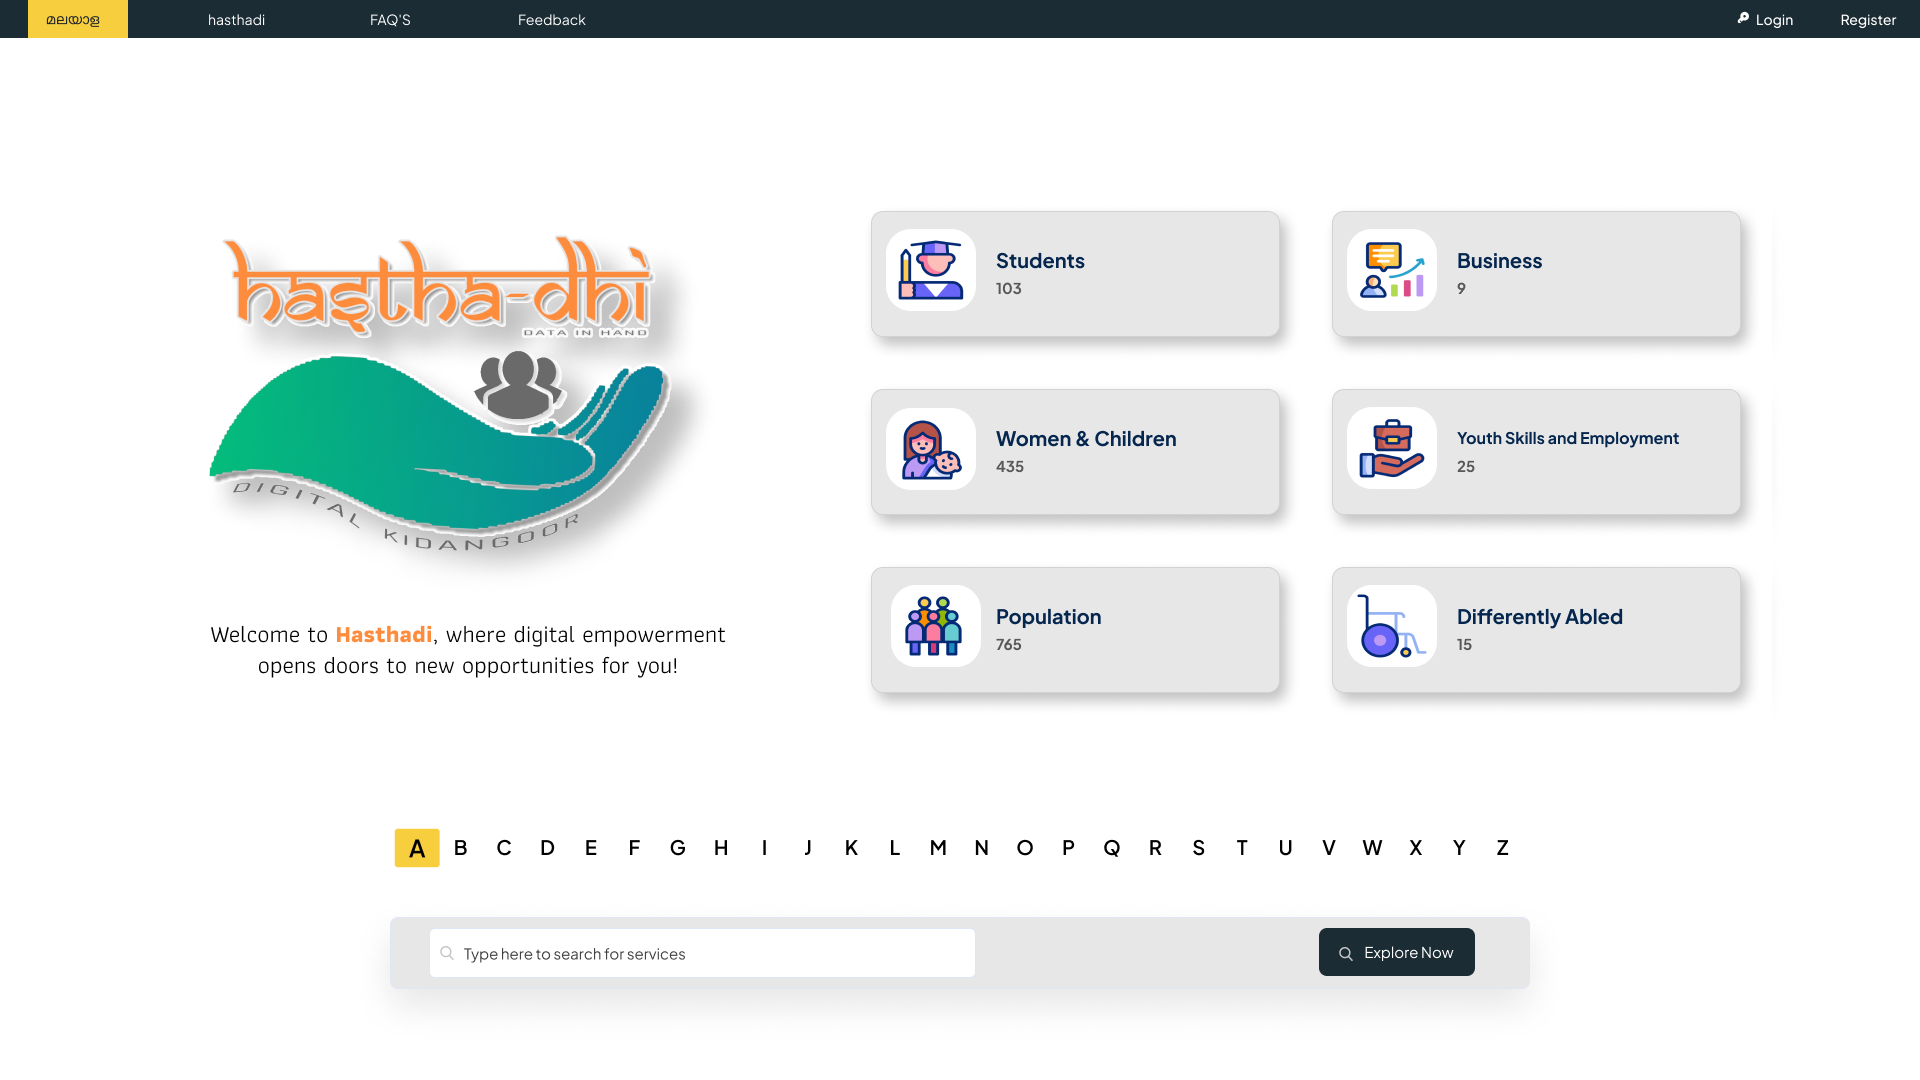 മലയാള
hasthadi
FAQ'S
Feedback
Login
Register
hastha-dhi
DATA IN HAND
DIGITAL KIDANGOOR
Welcome to Hasthadi, where digital empowerment
opens doors to new opportunities for you!
Students
103
Business
9
Women & Children
435
Youth Skills and Employment
25
Population
765
Differently Abled
15
A B C D E F G H I J K L M N O P Q R S T U V W X Y Z
Type here to search for services
Explore Now